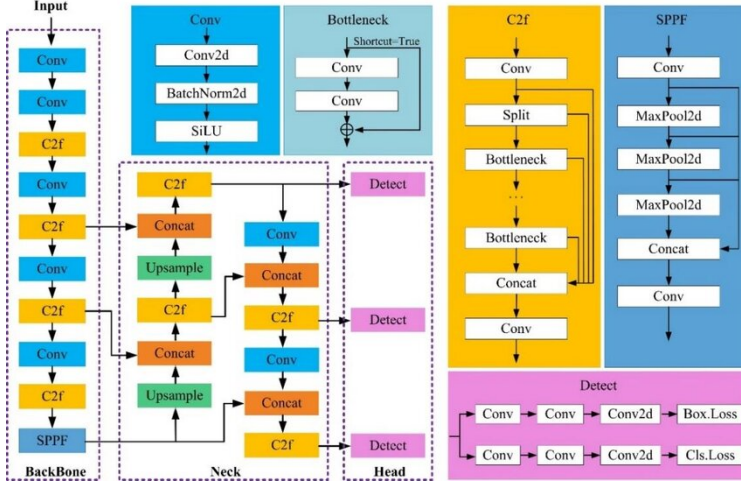 Input
Conv
Conv
C2f
Conv
C2f
Conv
C2f
Conv
C2f
SPPF
BackBone
Conv
Conv2d
BatchNorm2d
SiLU
Bottleneck
Shortcut=True
Conv
Conv
C2f
Concat
Upsample
C2f
Concat
Upsample
Conv
Concat
C2f
Conv
Concat
C2f
Neck
Detect
Detect
Detect
Head
C2f
Conv
Split
Bottleneck
...
Bottleneck
Concat
Conv
SPPF
Conv
MaxPool2d
MaxPool2d
MaxPool2d
Concat
Conv
Detect
Conv Conv Conv2d Box.Loss
Conv Conv Conv2d Cls.Loss